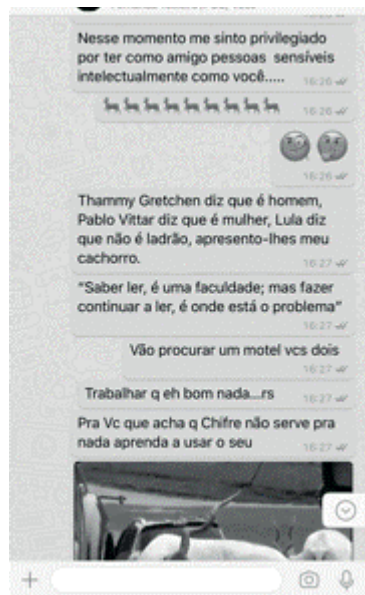 Nesse momento me sinto privilegiado
por ter como amigo pessoas sensíveis
intelectualmente como você.....
16:26
16:26
16:26
Thammy Gretchen diz que é homem,
Pablo Vittar diz que é mulher, Lula diz
que não é ladrão, apresento-lhes meu
cachorro.
16:27
“Saber ler, é uma faculdade; mas fazer
continuar a ler, é onde está o problema”
16:27
Vão procurar um motel vcs dois
16:27
Trabalhar q eh bom nada...rs
16:27
Pra Vc que acha q Chifre não serve pra
nada aprenda a usar o seu
16:27